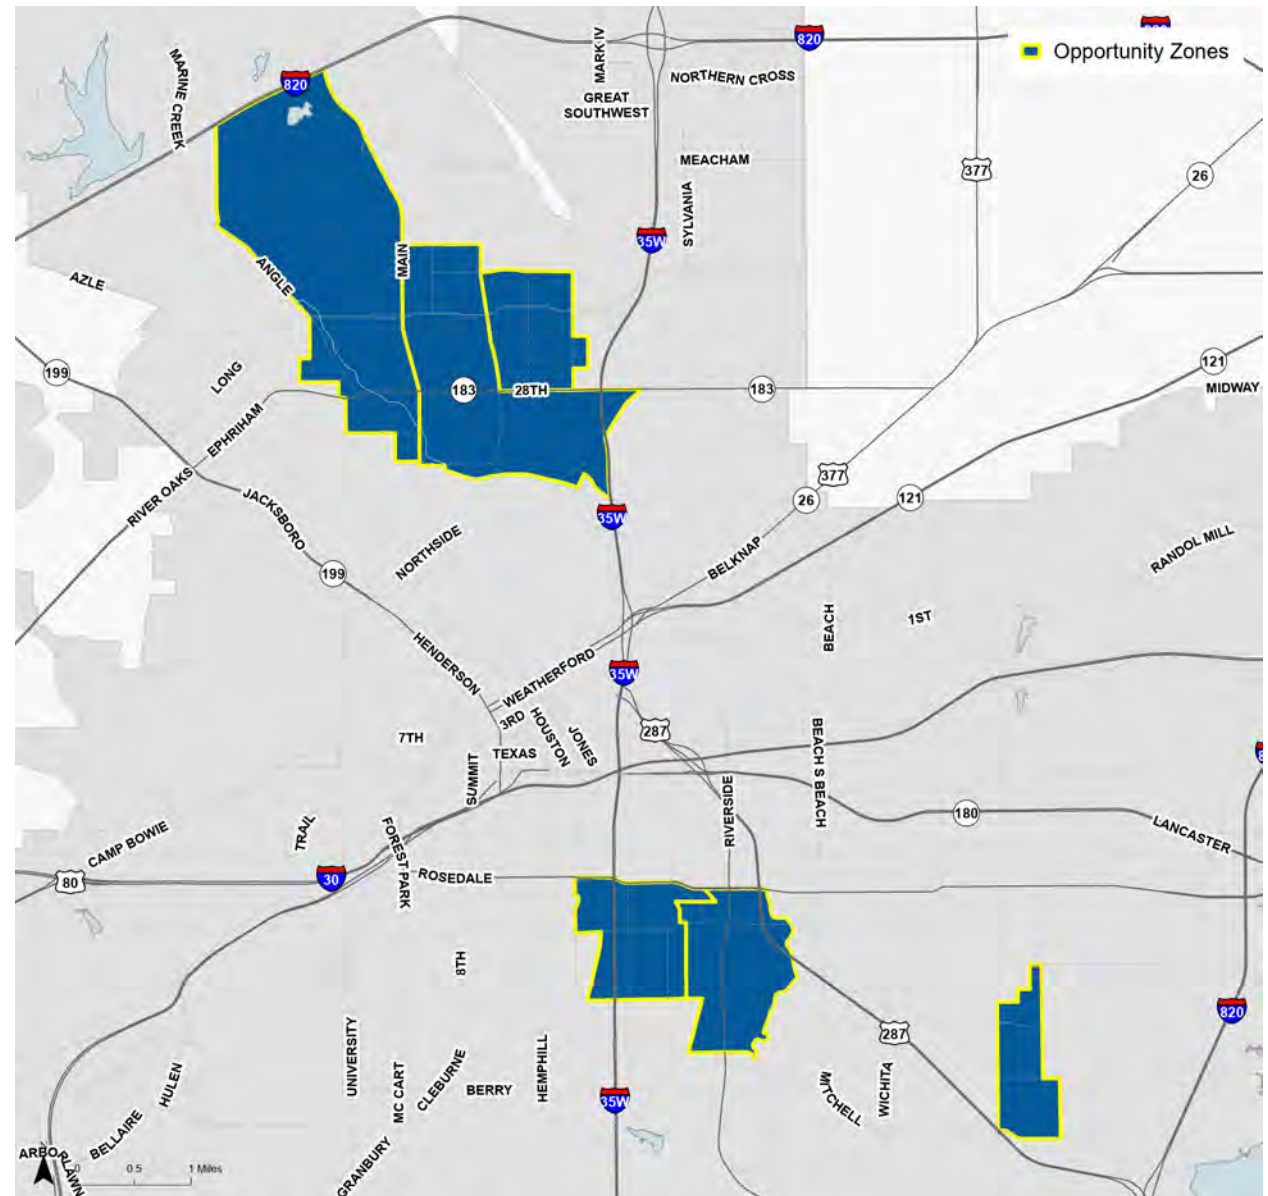 Opportunity Zones
820
820
MARINE CREEK
MARK IV
NORTHERN CROSS
GREAT
SOUTHWEST
MEACHAM
377
26
SYLVANIA
35W
MAIN
ANGLE
AZLE
199
LONG
183
28TH
183
121
MIDWAY
EPHRIHAM
RIVER OAKS
JACKSBORO
377
26
121
35W
NORTHSIDE
BELKNAP
RANDOL MILL
199
BEACH
1ST
HENDERSON
WEATHERFORD
35W
3RD
HOUSTON
JONES
287
7TH
TEXAS
SUMMIT
BEACH S BEACH
RIVERSIDE
180
LANCASTER
CAMP BOWIE
TRAIL
FOREST PARK
80
30
ROSEDALE
8TH
820
287
UNIVERSITY
MC CART
CLEBURNE
BERRY
HEMPHILL
35W
MITCHELL
WICHITA
HULEN
BELLAIRE
GRANBURY
ARBORLAWN
0 0.5 1 Miles